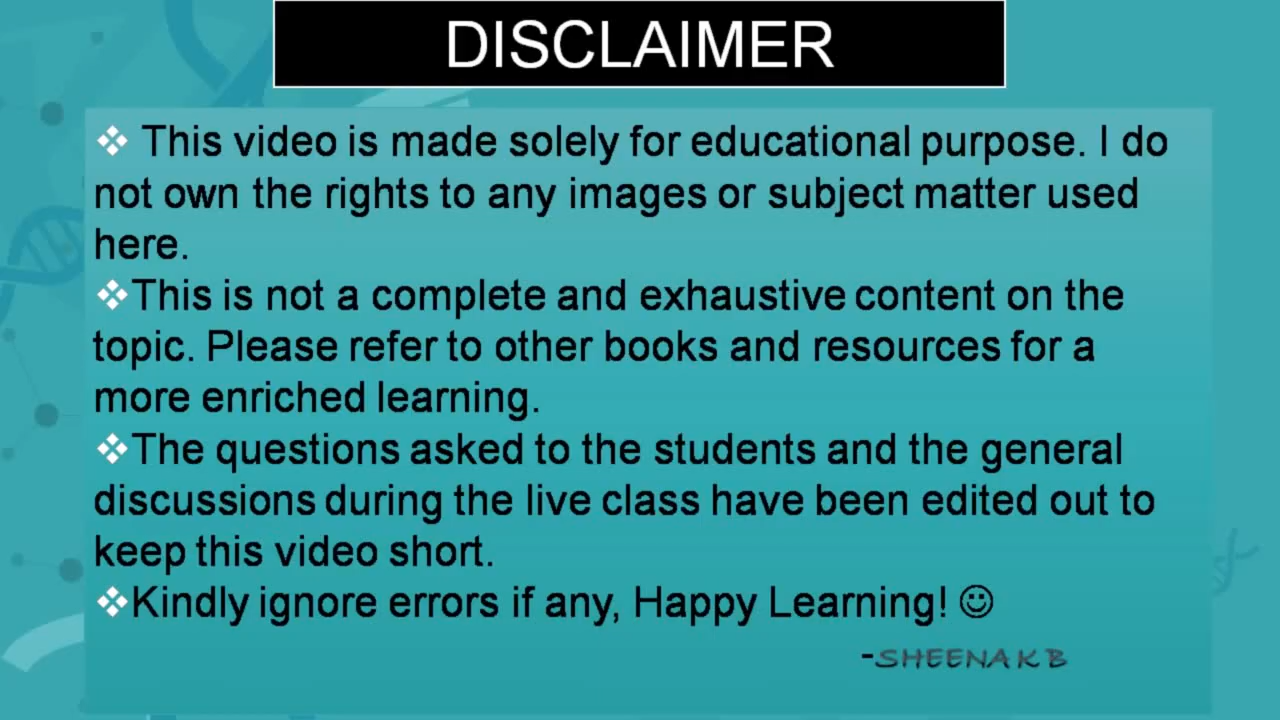 DISCLAIMER
❖ This video is made solely for educational purpose. I do
not own the rights to any images or subject matter used
here.
❖This is not a complete and exhaustive content on the
topic. Please refer to other books and resources for a
more enriched learning.
❖The questions asked to the students and the general
discussions during the live class have been edited out to
keep this video short.
❖Kindly ignore errors if any, Happy Learning! ☺
-SHEENA K B